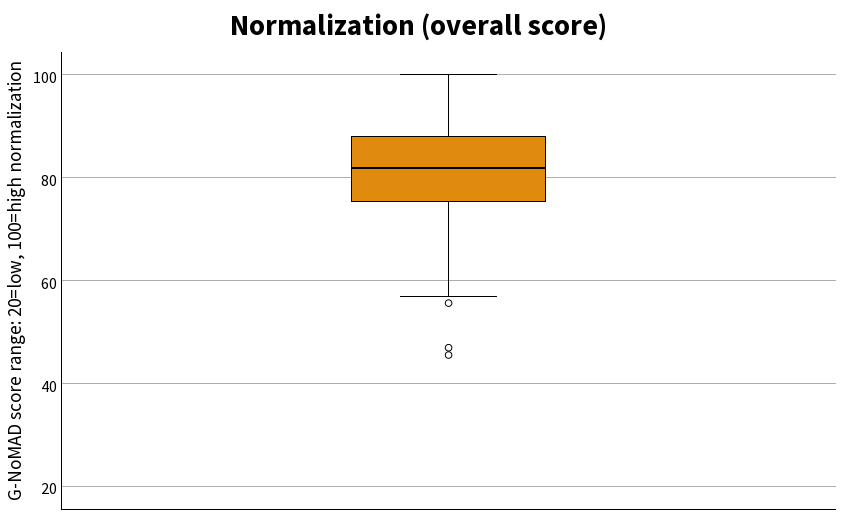 Normalization (overall score)
G-NoMAD score range: 20=low, 100=high normalization
100
80
60
40
20